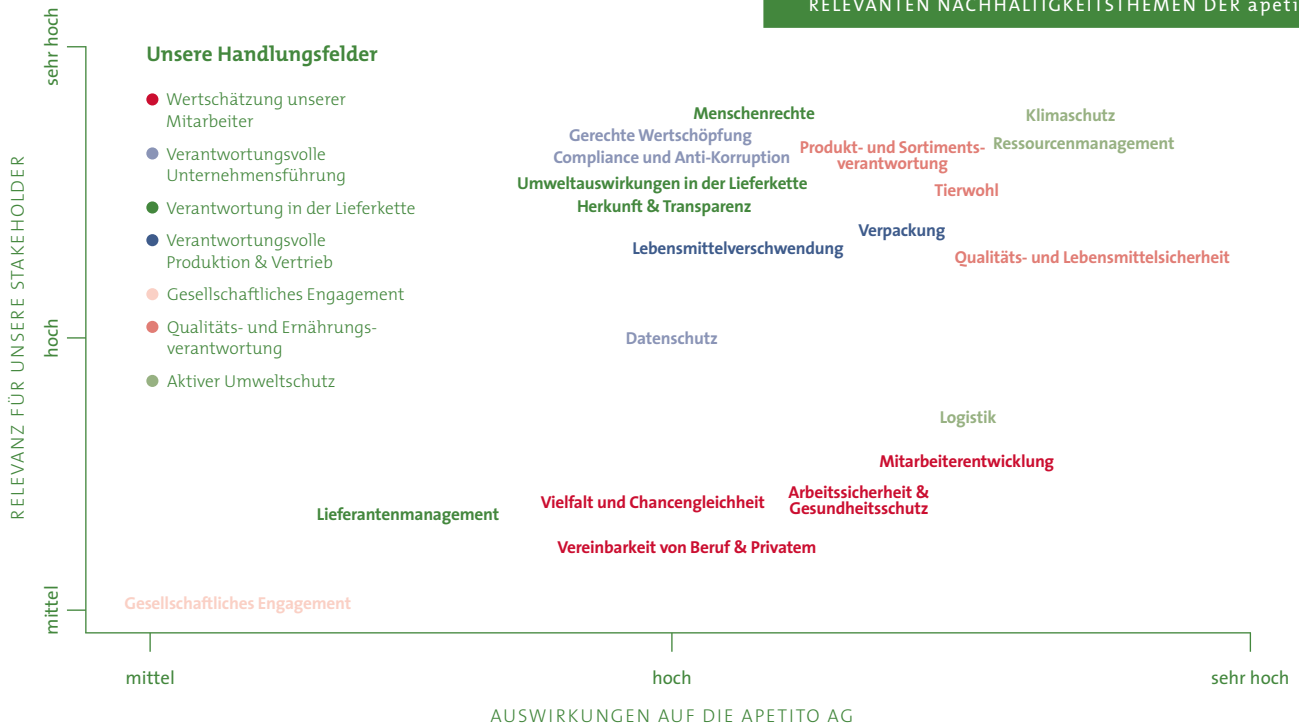 RELEVANTEN NACHHALTIGKEITSTHEMEN DER
Unsere Handlungsfelder
Wertschätzung unserer
Mitarbeiter
Verantwortungsvolle
Unternehmensführung
Verantwortung in der Lieferkette
Verantwortungsvolle
Produktion & Vertrieb
Gesellschaftliches Engagement
Qualitäts- und Ernährungs-
verantwortung
Aktiver Umweltschutz
RELEVANZ FÜR UNSERE STAKEHOLDER
sehr hoch
hoch
mittel
Menschenrechte
Klimaschutz
Gerechte Wertschöpfung
Ressourcenmanagement
Compliance und Anti-Korruption
Produkt- und Sortiments-
verantwortung
Umweltauswirkungen in der Lieferkette
Tierwohl
Herkunft & Transparenz
Verpackung
Lebensmittelverschwendung
Qualitäts- und Lebensmittelsicherheit
Datenschutz
Logistik
Mitarbeiterentwicklung
Arbeitssicherheit &
Gesundheitsschutz
Vielfalt und Chancengleichheit
Lieferantenmanagement
Vereinbarkeit von Beruf & Privatem
Gesellschaftliches Engagement
mittel
hoch
sehr hoch
AUSWIRKUNGEN AUF DIE APETITO AG